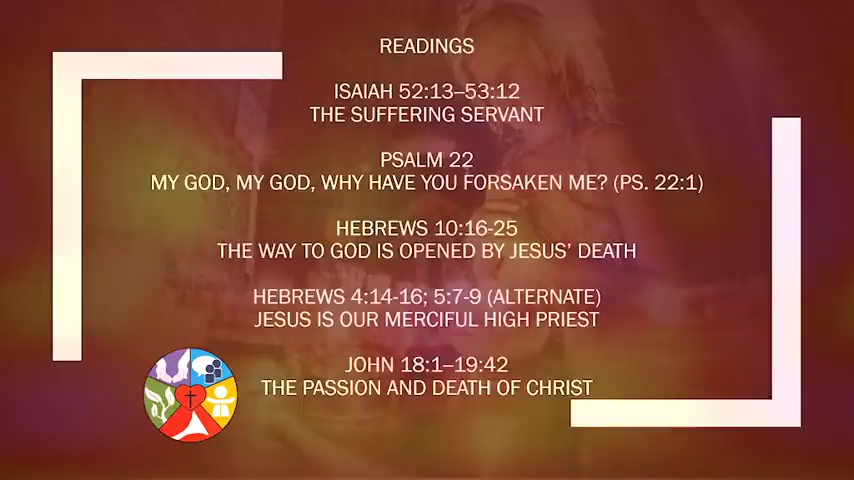 READINGS
ISAIAH 52:13–53:12
THE SUFFERING SERVANT
PSALM 22
MY GOD, MY GOD, WHY HAVE YOU FORSAKEN ME? (PS. 22:1)
HEBREWS 10:16-25
THE WAY TO GOD IS OPENED BY JESUS’ DEATH
HEBREWS 4:14-16; 5:7-9 (ALTERNATE)
JESUS IS OUR MERCIFUL HIGH PRIEST
JOHN 18:1–19:42
THE PASSION AND DEATH OF CHRIST